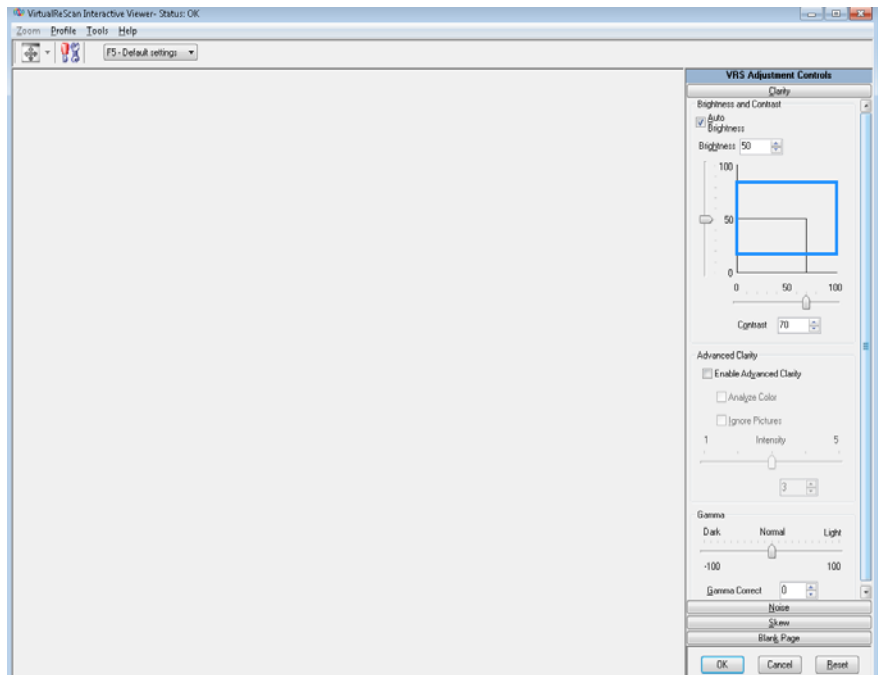 VirtualReScan Interactive Viewer- Status: OK
Zoom Profile Tools Help
F5 - Default settings
VRS Adjustment Controls
Clarity
Brightness and Contrast
Auto
Brightness
Brightness 50
100
50
0
0 50 100
Contrast 70
Advanced Clarity
Enable Advanced Clarity
Analyze Color
Ignore Pictures
1 Intensity 5
3
Gamma
Dark Normal Light
-100 100
Gamma Correct 0
Noise
Skew
Blank Page
OK Cancel Reset